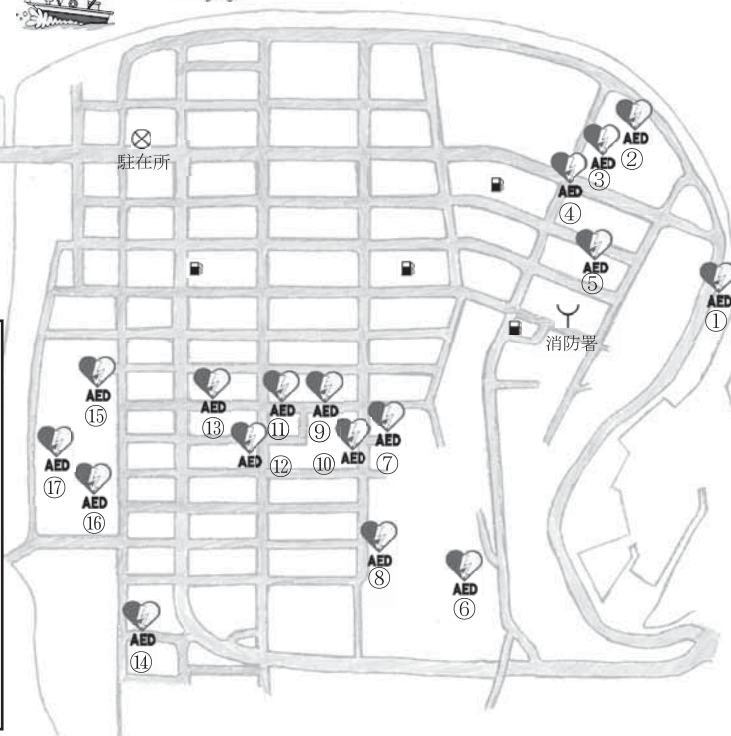 駐在所
AED
②
AED
③
AED
④
AED
⑤
AED
①
消防署
AED
⑮
AED
⑬
AED
⑪
AED
⑨
AED
⑦
AED
⑩
AED
⑫
AED
⑰
AED
⑯
AED
⑧
AED
⑥
AED
⑭